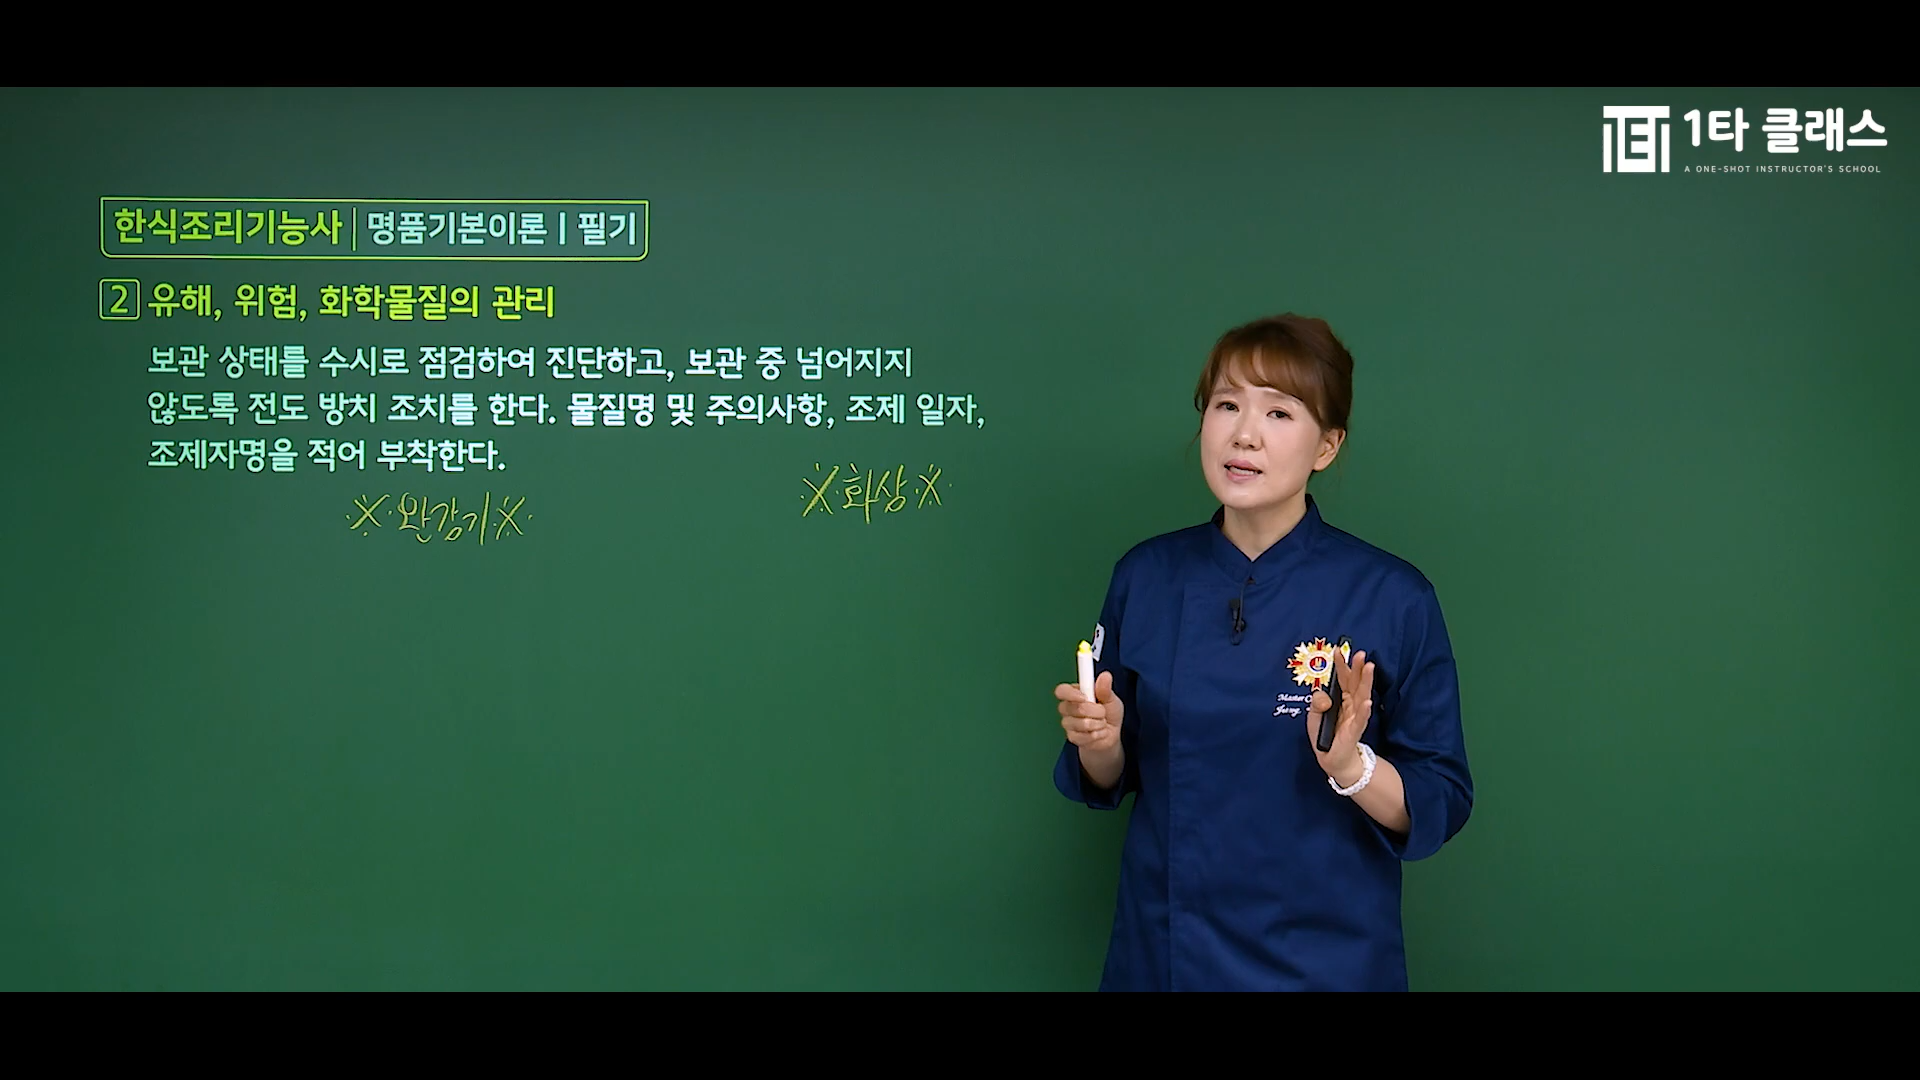 1타 클래스
A ONE-SHOT INSTRUCTOR'S SCHOOL
한식조리기능사 | 명품기본이론 | 필기
2 유해, 위험, 화학물질의 관리
보관 상태를 수시로 점검하여 진단하고, 보관 중 넘어지지
않도록 전도 방치 조치를 한다. 물질명 및 주의사항, 조제 일자,
조제자명을 적어 부착한다.
※화상※
※완강기※